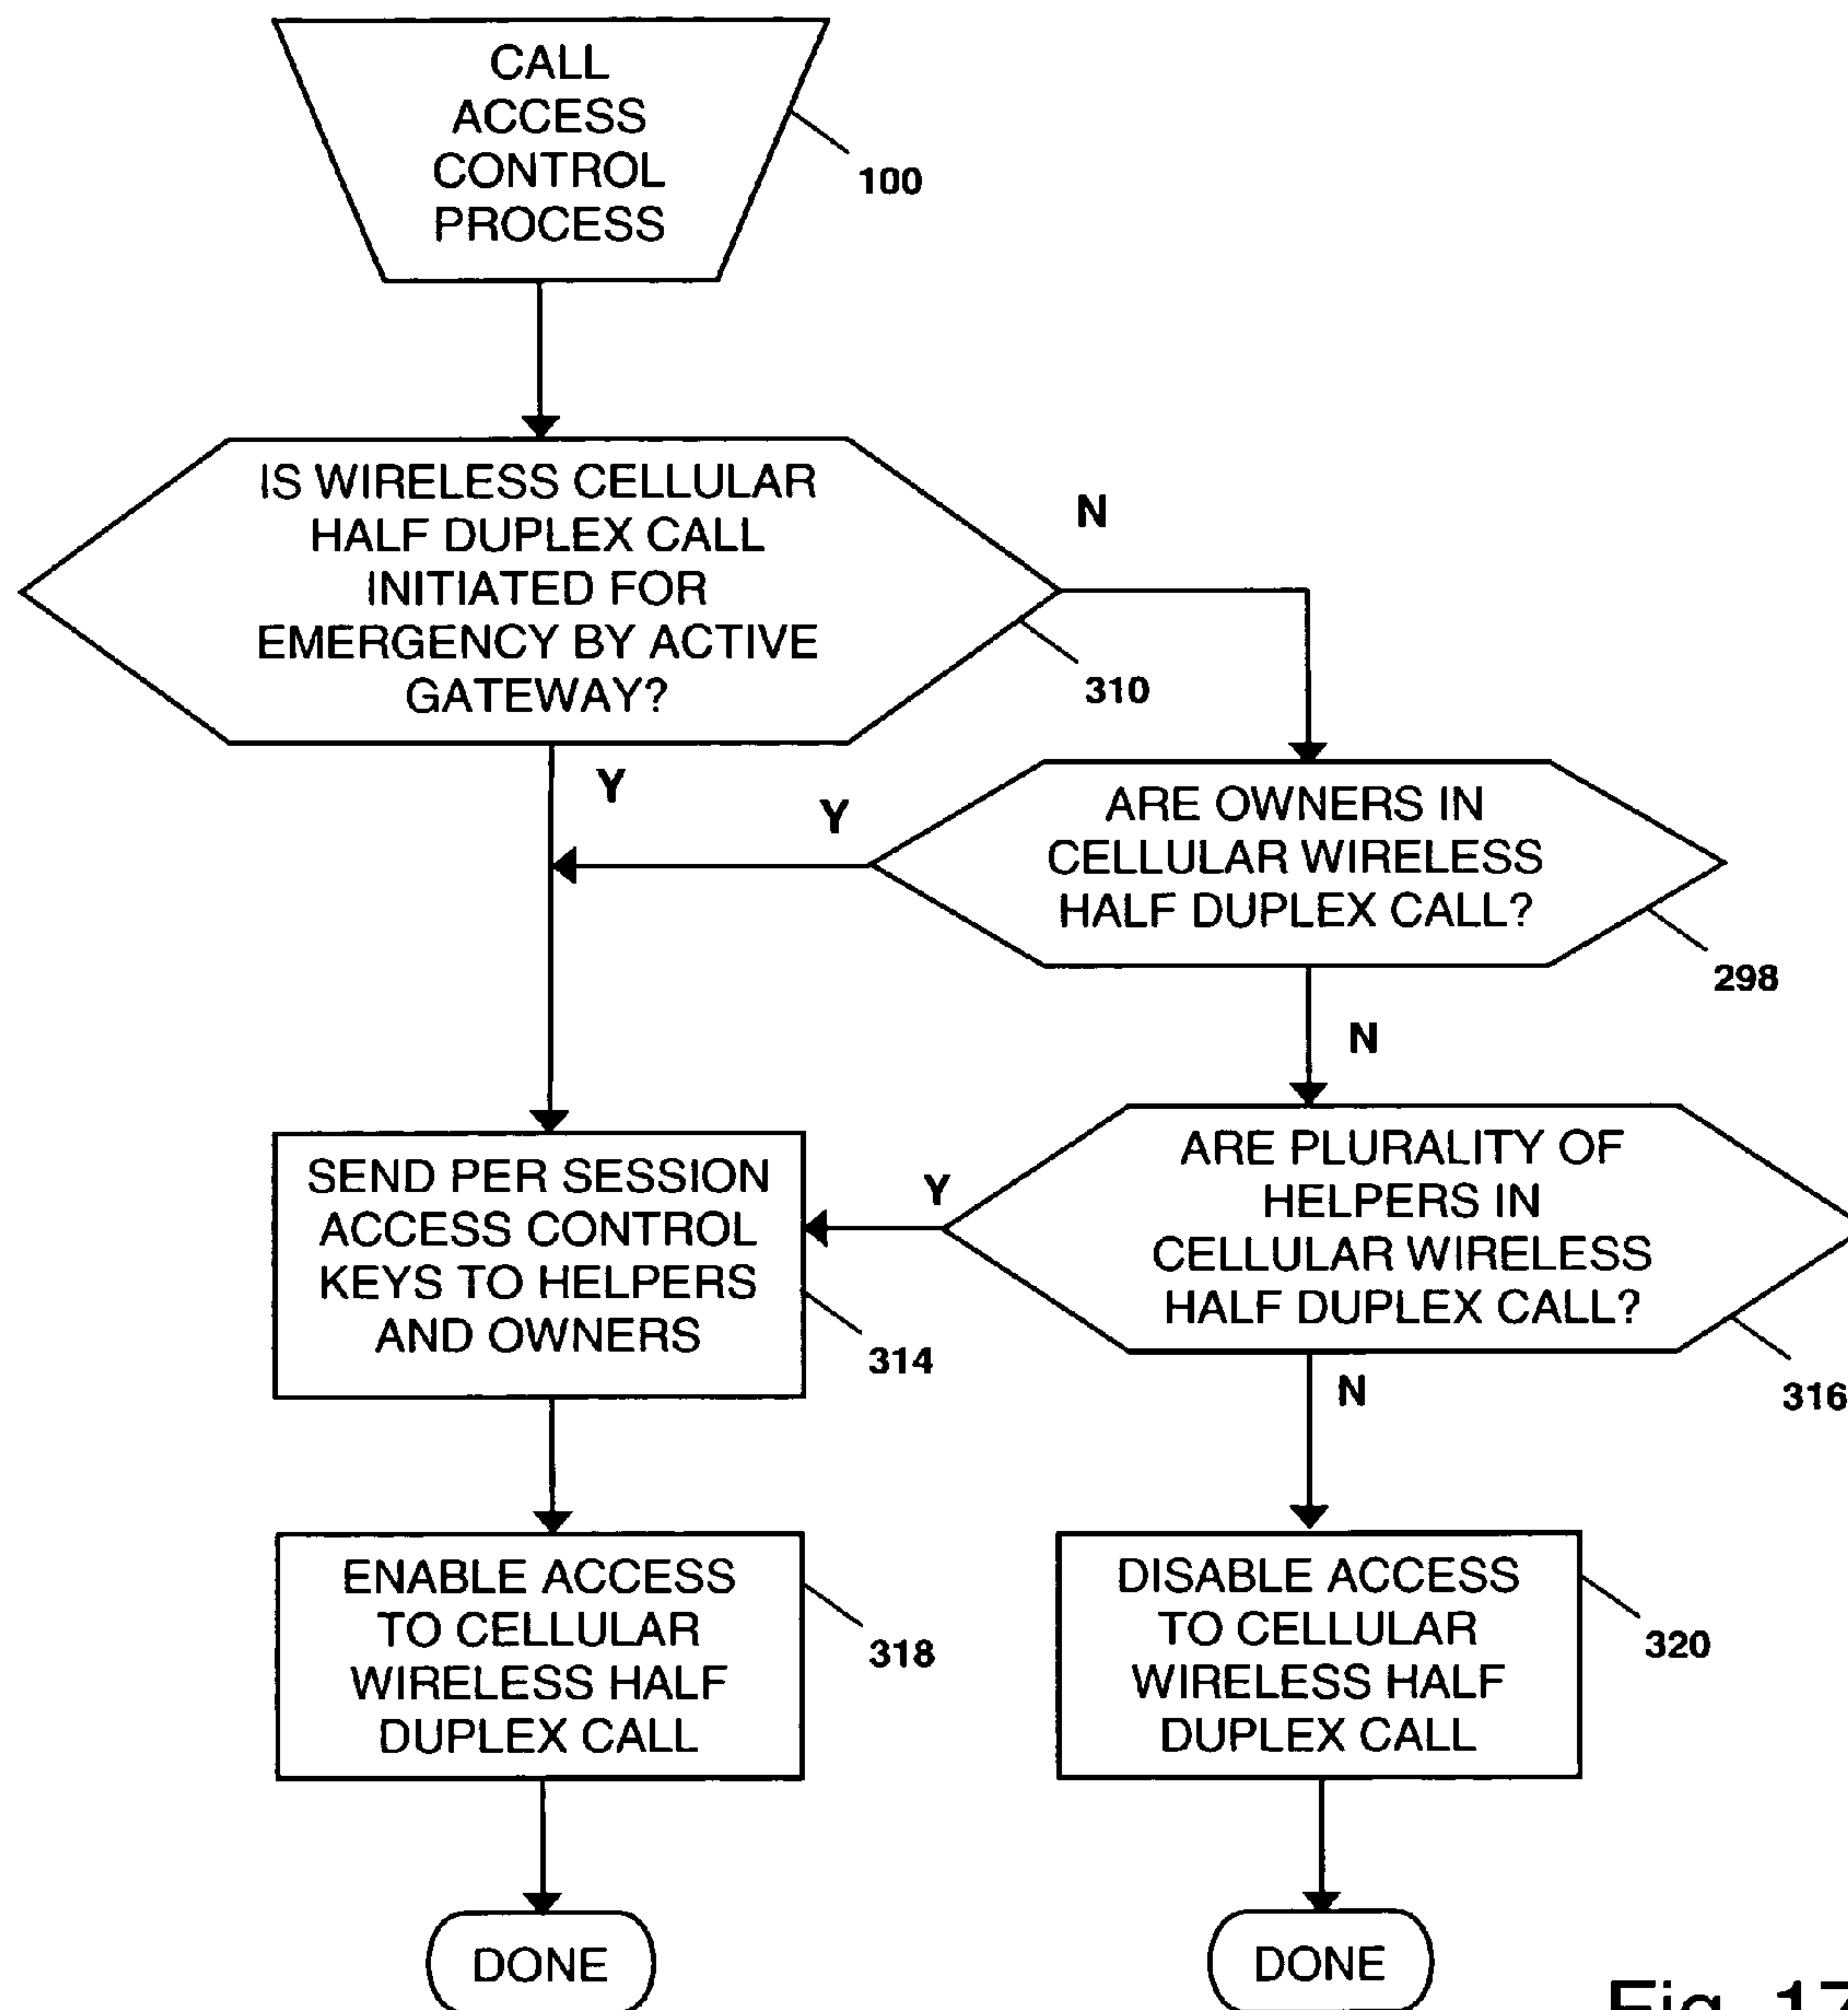 CALL
ACCESS
CONTROL
PROCESS
100
IS WIRELESS CELLULAR
HALF DUPLEX CALL
INITIATED FOR
EMERGENCY BY ACTIVE
GATEWAY?
N
310
Y
Y
ARE OWNERS IN
CELLULAR WIRELESS
HALF DUPLEX CALL?
298
N
SEND PER SESSION
ACCESS CONTROL
KEYS TO HELPERS
AND OWNERS
314
Y
ARE PLURALITY OF
HELPERS IN
CELLULAR WIRELESS
HALF DUPLEX CALL?
316
N
ENABLE ACCESS
TO CELLULAR
WIRELESS HALF
DUPLEX CALL
318
DISABLE ACCESS
TO CELLULAR
WIRELESS HALF
DUPLEX CALL
320
DONE
DONE
Fig. 17